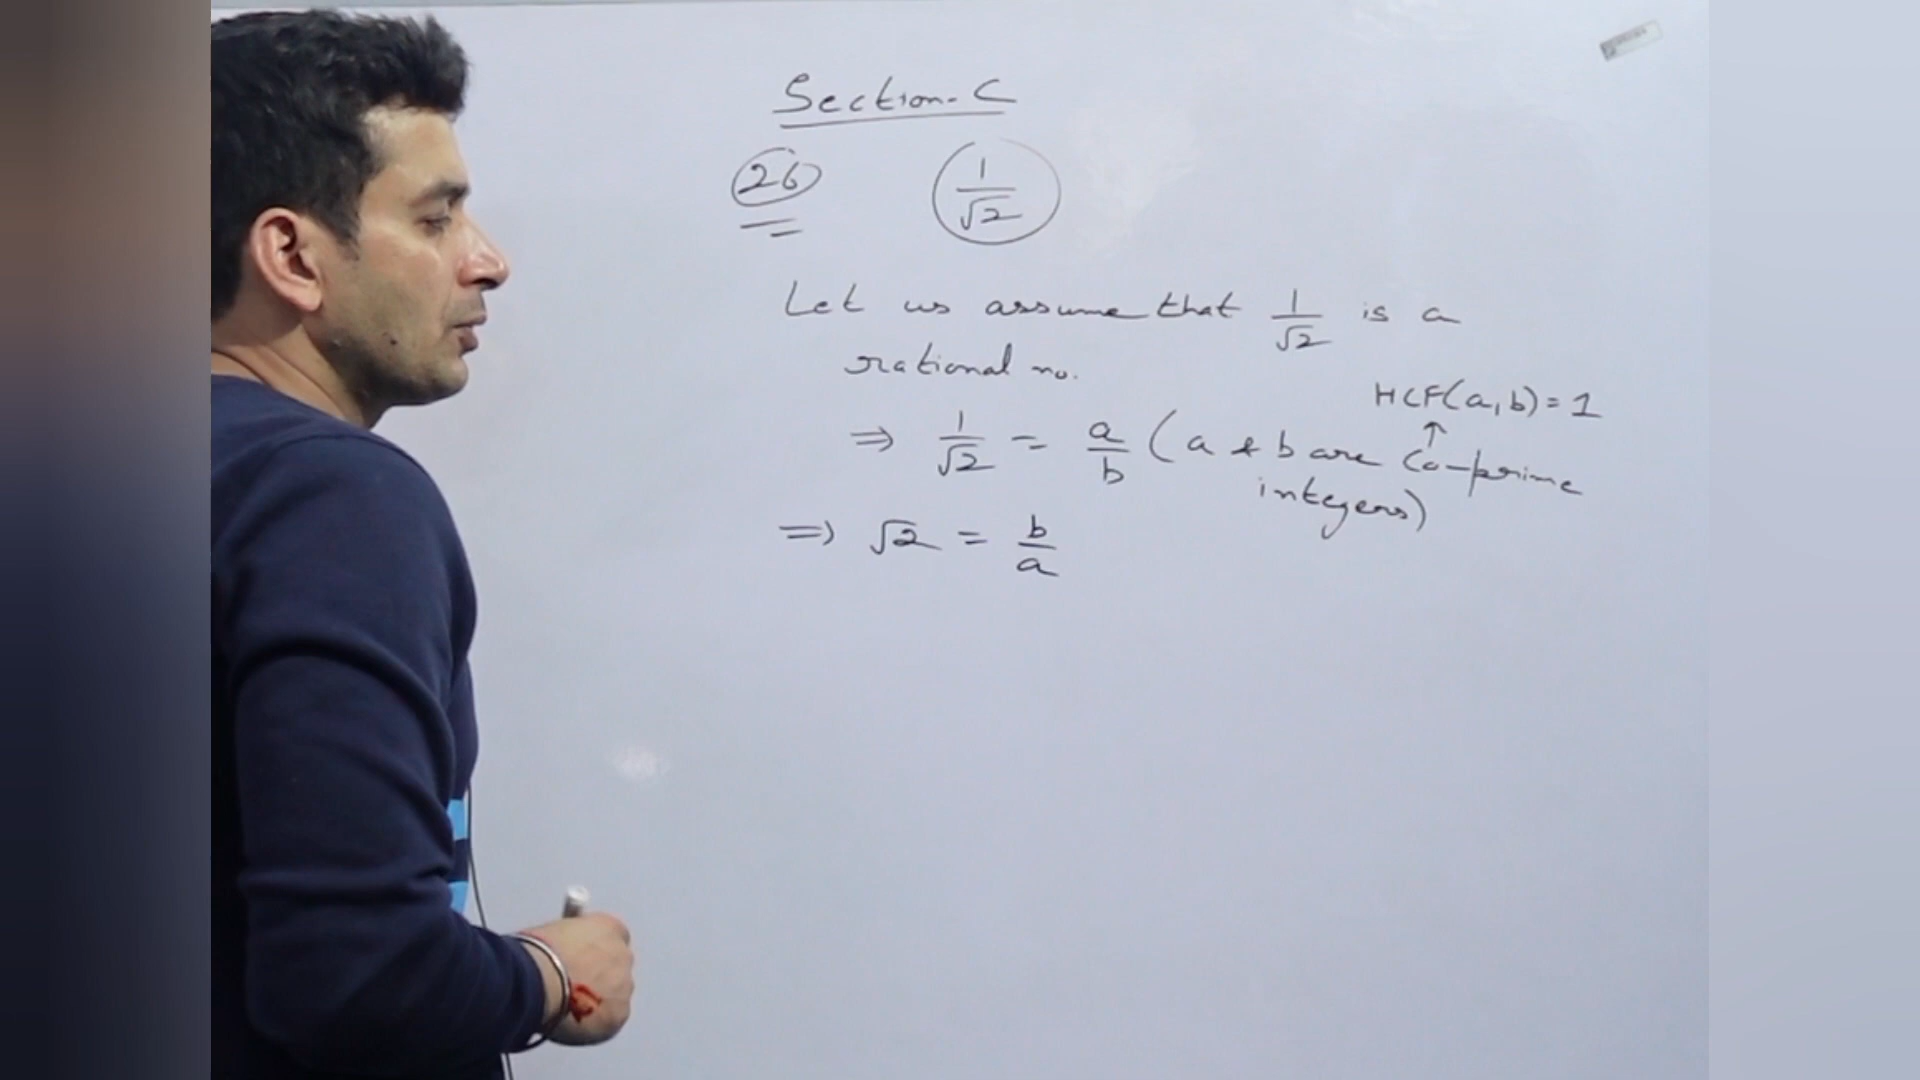 Section-C
26 1/√2
Let us assume that 1/√2 is a
rational no.
HCF(a,b)=1
⇒ 1/√2 = a/b (a & b are Co-prime
↑
integers)
⇒ √2 = b/a